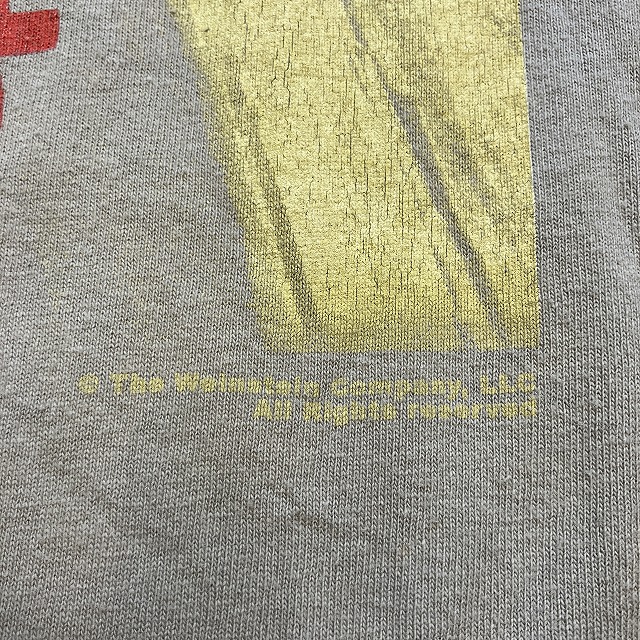 © The Weinstein Company, LLC
All Rights reserved